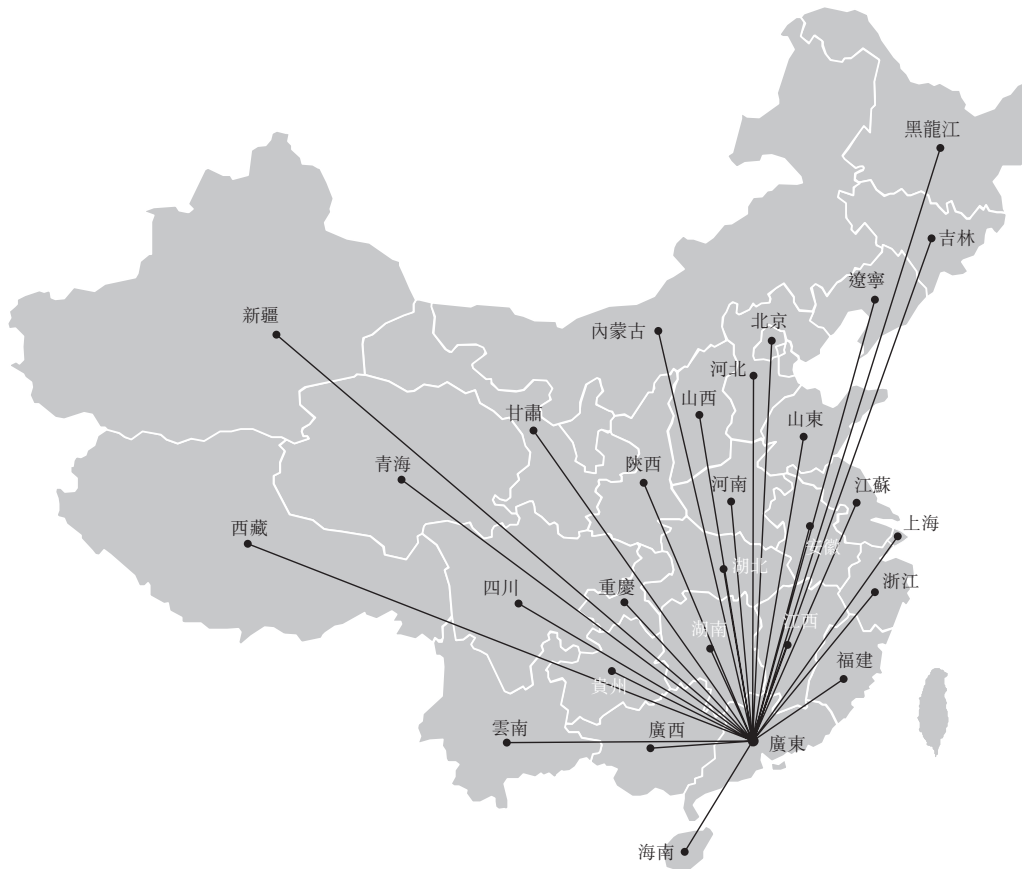 黑龍江
吉林
遼寧
北京
內蒙古
新疆
河北
山西
甘肅
山東
青海
陝西
河南
江蘇
西藏
上海
安徽
湖北
浙江
四川
重慶
江西
湖南
福建
貴州
雲南
廣西
廣東
海南